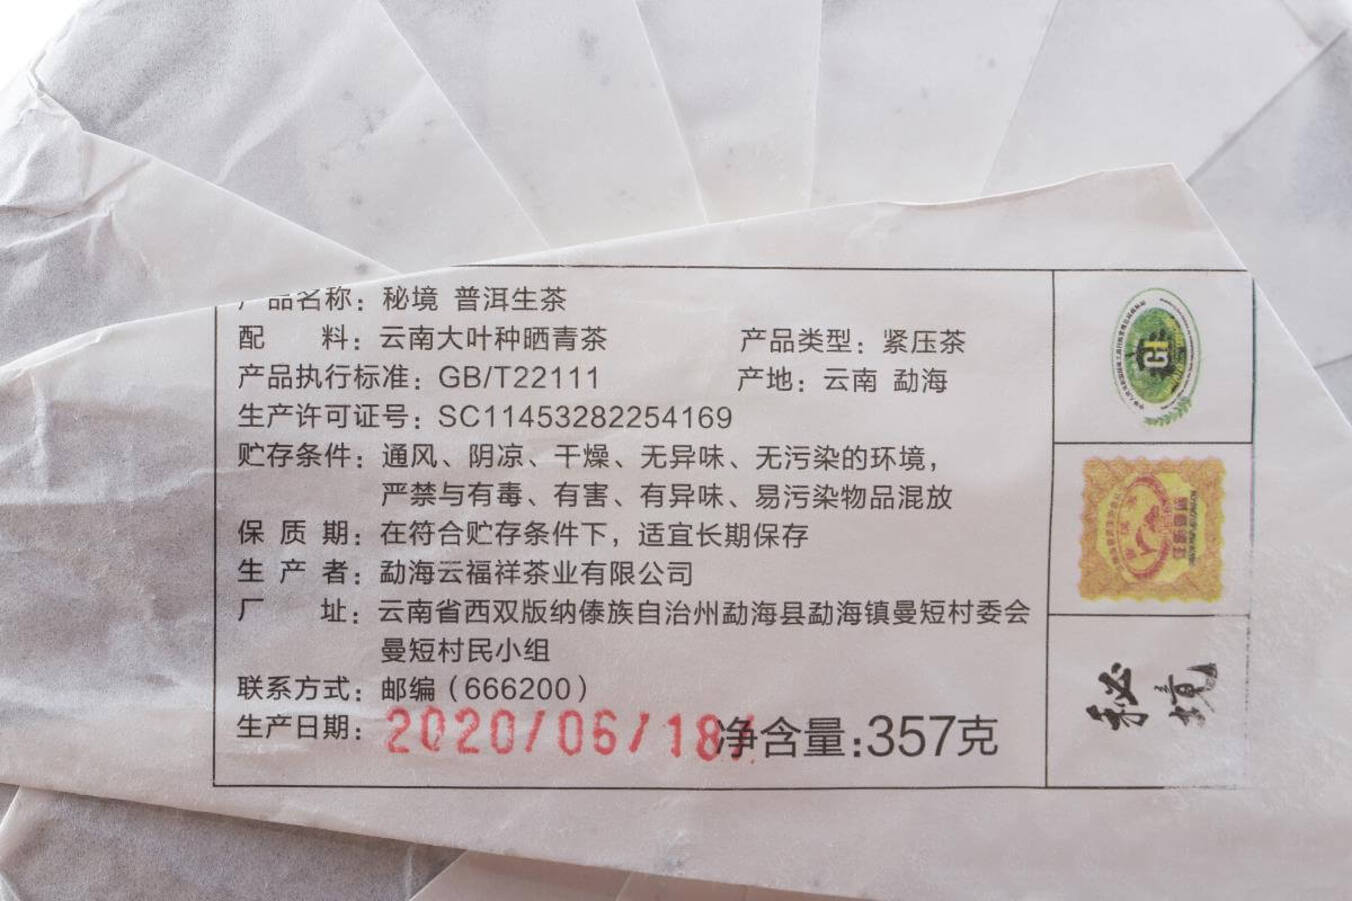 产品名称：秘境 普洱生茶
配 料：云南大叶种晒青茶 产品类型：紧压茶
产品执行标准：GB/T22111 产地：云南 勐海
生产许可证号：SC11453282254169
贮存条件：通风、阴凉、干燥、无异味、无污染的环境，
严禁与有毒、有害、有异味、易污染物品混放
保 质 期：在符合贮存条件下，适宜长期保存
生 产 者：勐海云福祥茶业有限公司
厂 址：云南省西双版纳傣族自治州勐海县勐海镇曼短村委会
曼短村民小组
联系方式：邮编（666200）
生产日期：2020/06/18/ 净含量：357克
秘境